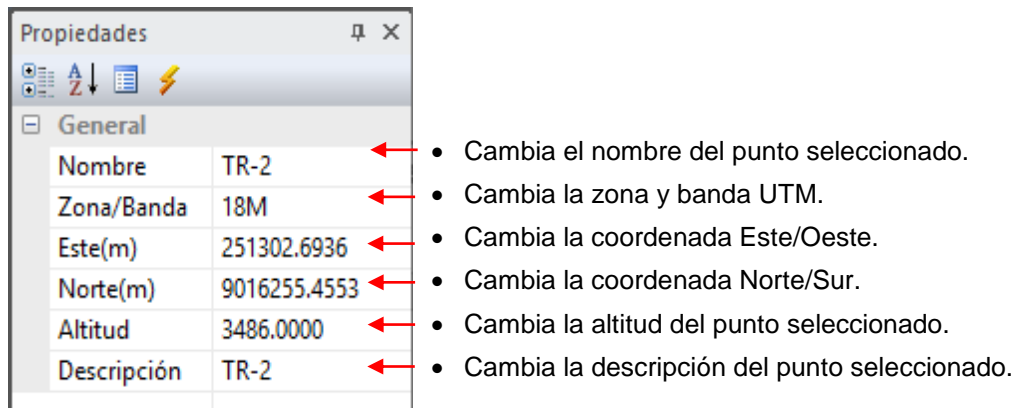 Propiedades
General
Nombre TR-2
• Cambia el nombre del punto seleccionado.
Zona/Banda 18M
• Cambia la zona y banda UTM.
Este(m) 251302.6936
• Cambia la coordenada Este/Oeste.
Norte(m) 9016255.4553
• Cambia la coordenada Norte/Sur.
Altitud 3486.0000
• Cambia la altitud del punto seleccionado.
Descripción TR-2
• Cambia la descripción del punto seleccionado.